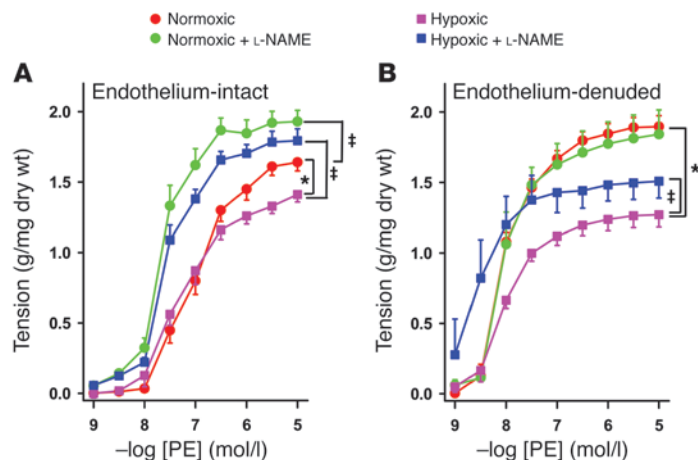 Normoxic
Normoxic + L-NAME
Hypoxic
Hypoxic + L-NAME
A
Endothelium-intact
Tension (g/mg dry wt)
2.0
1.5
1.0
0.5
0.0
‡
‡
*
9 8 7 6 5
–log [PE] (mol/l)
B
Endothelium-denuded
Tension (g/mg dry wt)
2.0
1.5
1.0
0.5
0.0
*
‡
9 8 7 6 5
–log [PE] (mol/l)